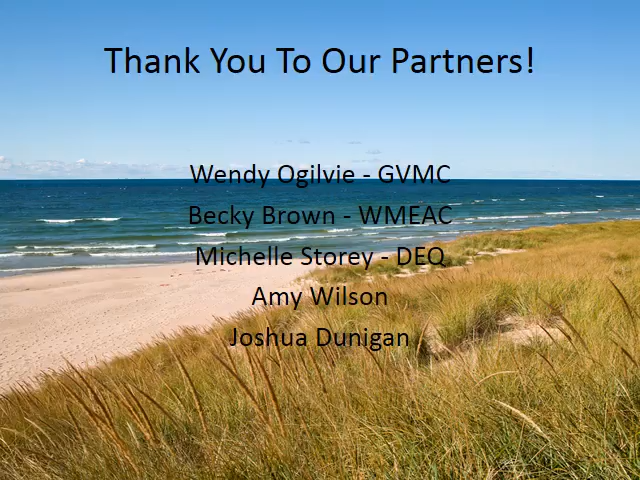 Thank You To Our Partners!
Wendy Ogilvie - GVMC
Becky Brown - WMEAC
Michelle Storey - DEQ
Amy Wilson
Joshua Dunigan